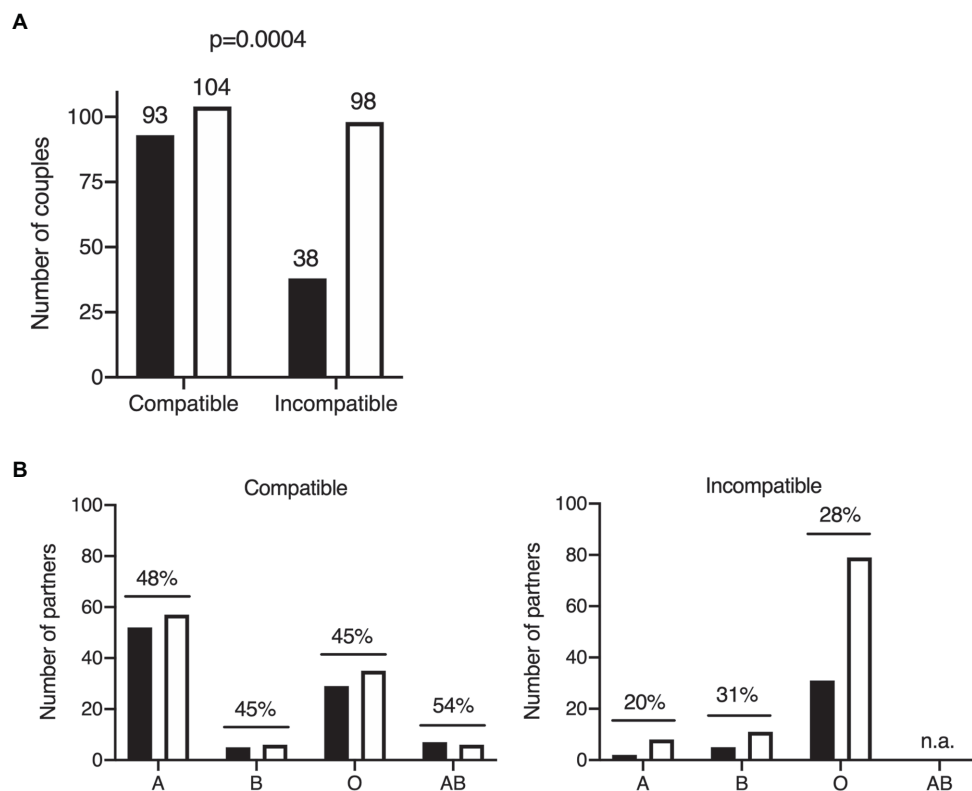 A
p=0.0004
93
104
98
38
100
75
50
25
0
Number of couples
Compatible
Incompatible
B
Compatible
100
80
60
40
20
0
Number of partners
48%
45%
45%
54%
A
B
O
AB
Incompatible
100
80
60
40
20
0
Number of partners
20%
31%
28%
n.a.
A
B
O
AB